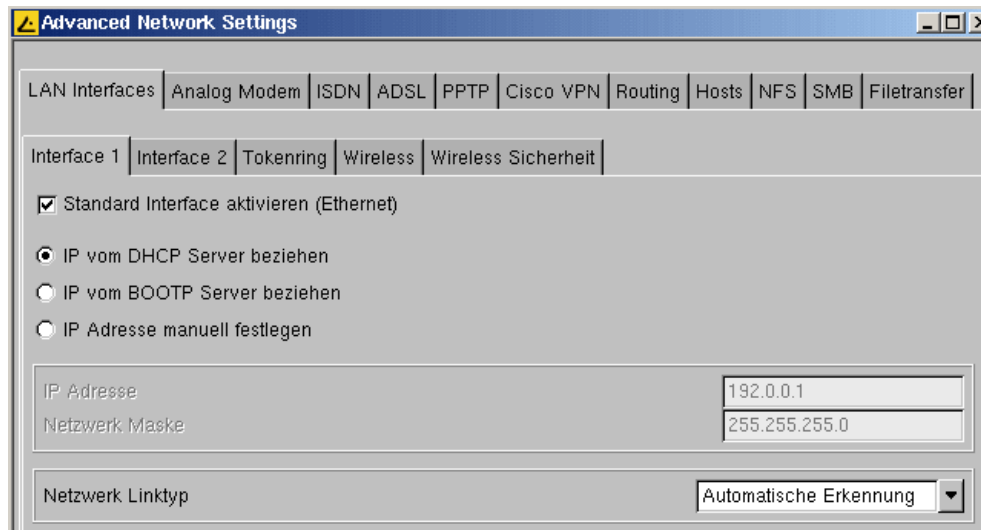 Advanced Network Settings
LAN Interfaces Analog Modem ISDN ADSL PPTP Cisco VPN Routing Hosts NFS SMB Filetransfer
Interface 1 Interface 2 Tokenring Wireless Wireless Sicherheit
Standard Interface aktivieren (Ethernet)
IP vom DHCP Server beziehen
IP vom BOOTP Server beziehen
IP Adresse manuell festlegen
IP Adresse 192.0.0.1
Netzwerk Maske 255.255.255.0
Netzwerk Linktyp Automatische Erkennung